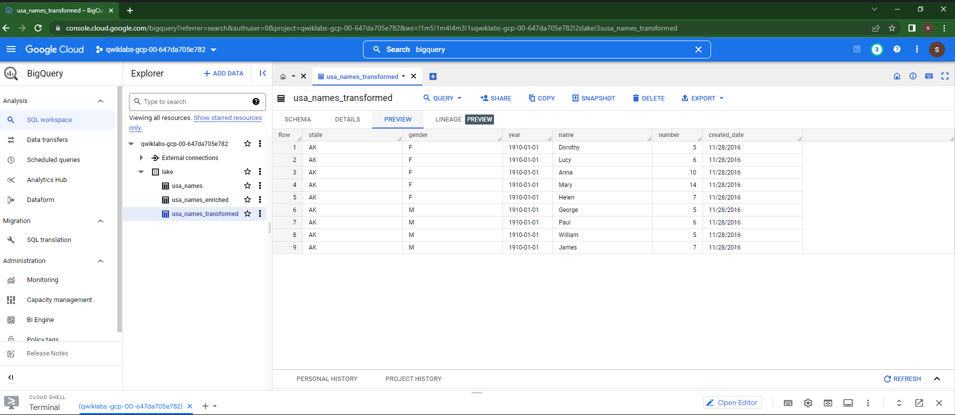 usa_names_transformed – BigQu
console.cloud.google.com/bigquery?referrer=search&authuser=0&project=qwiklabs-gcp-00-647da705e782&ws=!1m5!1m4!4m3!1sqwiklabs-gcp-00-647da705e782!2slake!3susa_names_transformed
S
Google Cloud
qwiklabs-gcp-00-647da705e782
Search bigquery
3
S
BigQuery
Explorer
+ ADD DATA
usa_names_transformed
Analysis
SQL workspace
Data transfers
Scheduled queries
Analytics Hub
Dataform
Migration
SQL translation
Administration
Monitoring
Capacity management
BI Engine
Policy tags
Release Notes
Type to search
Viewing all resources. Show starred resources
only.
qwiklabs-gcp-00-647da705e782
External connections
lake
usa_names
usa_names_enriched
usa_names_transformed
usa_names_transformed
QUERY
SHARE
COPY
SNAPSHOT
DELETE
EXPORT
SCHEMA DETAILS PREVIEW LINEAGE PREVIEW
Row state gender year name number created_date
1 AK F 1910-01-01 Dorothy 5 11/28/2016
2 AK F 1910-01-01 Lucy 6 11/28/2016
3 AK F 1910-01-01 Anna 10 11/28/2016
4 AK F 1910-01-01 Mary 14 11/28/2016
5 AK F 1910-01-01 Helen 7 11/28/2016
6 AK M 1910-01-01 George 5 11/28/2016
7 AK M 1910-01-01 Paul 6 11/28/2016
8 AK M 1910-01-01 William 5 11/28/2016
9 AK M 1910-01-01 James 7 11/28/2016
PERSONAL HISTORY PROJECT HISTORY
REFRESH
CLOUD SHELL
Terminal
(qwiklabs-gcp-00-647da705e782)
Open Editor